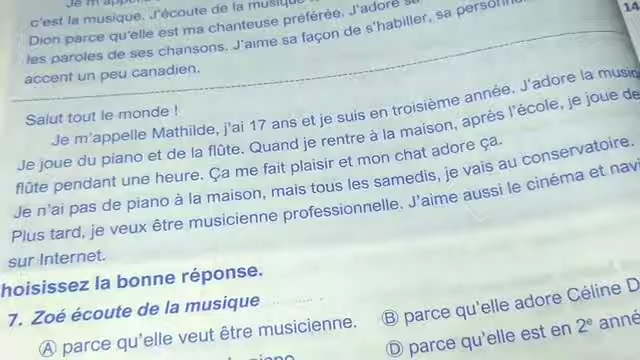 14
c'est la musique. J'écoute de la musique
Dion parce qu'elle est ma chanteuse préférée. J'adore
les paroles de ses chansons. J'aime sa façon de s'habiller, sa
accent un peu canadien.
Salut tout le monde !
Je m'appelle Mathilde, j'ai 17 ans et je suis en troisième année. J'adore la
Je joue du piano et de la flûte. Quand je rentre à la maison, après l'école, je joue de
flûte pendant une heure. Ça me fait plaisir et mon chat adore ça.
Je n'ai pas de piano à la maison, mais tous les samedis, je vais au conservatoire.
Plus tard, je veux être musicienne professionnelle. J'aime aussi le cinéma et
sur Internet.
hoisissez la bonne réponse.
7. Zoé écoute de la musique
A parce qu'elle veut être musicienne.
B parce qu'elle adore Céline D
D parce qu'elle est en 2e anné